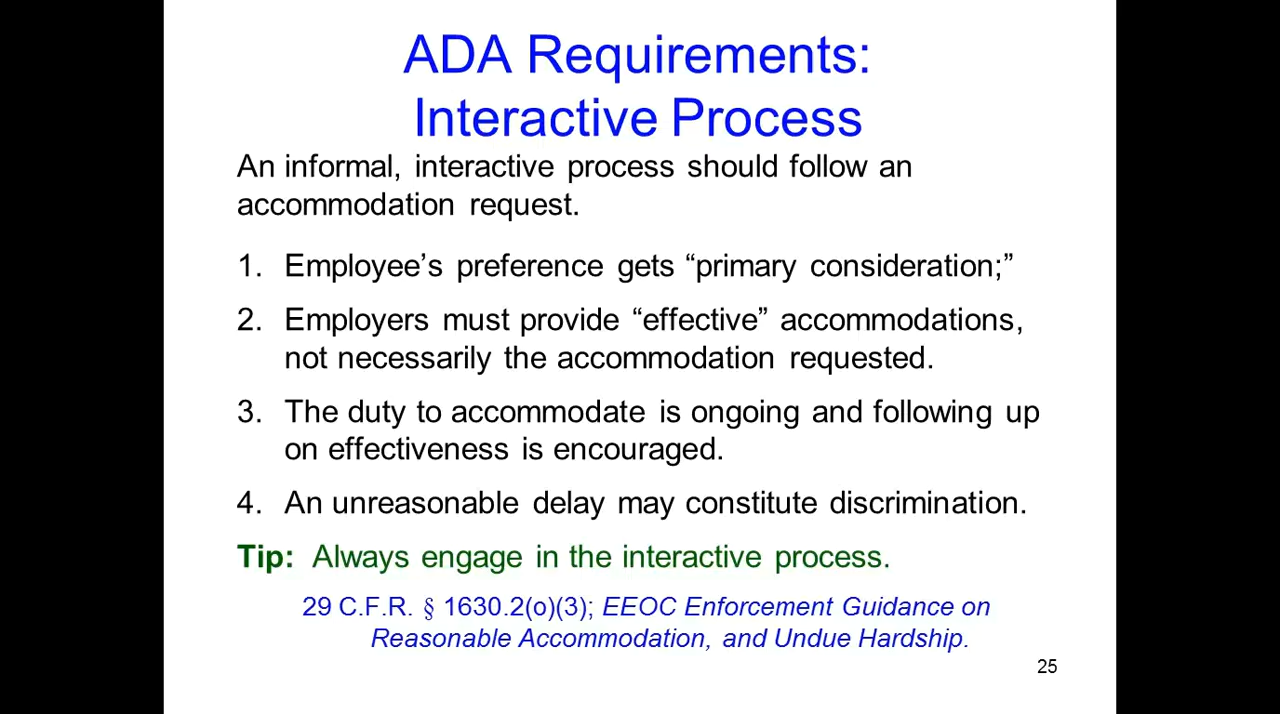 ADA Requirements:
Interactive Process
An informal, interactive process should follow an
accommodation request.
1. Employee’s preference gets “primary consideration;”
2. Employers must provide “effective” accommodations,
not necessarily the accommodation requested.
3. The duty to accommodate is ongoing and following up
on effectiveness is encouraged.
4. An unreasonable delay may constitute discrimination.
Tip: Always engage in the interactive process.
29 C.F.R. § 1630.2(o)(3); EEOC Enforcement Guidance on
Reasonable Accommodation, and Undue Hardship.
25